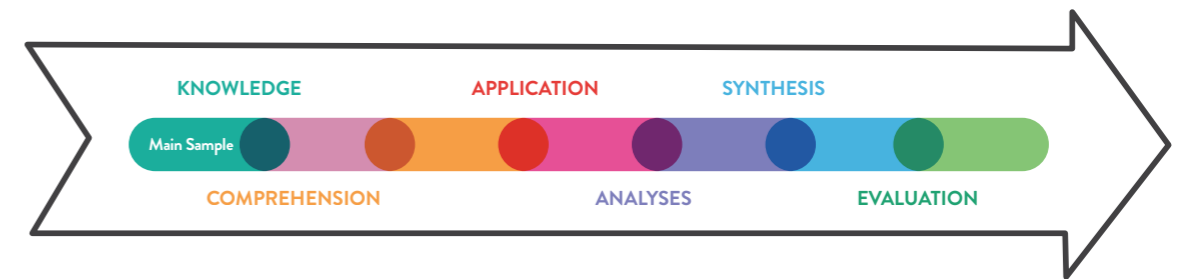 KNOWLEDGE
APPLICATION
SYNTHESIS
Main Sample
COMPREHENSION
ANALYSES
EVALUATION